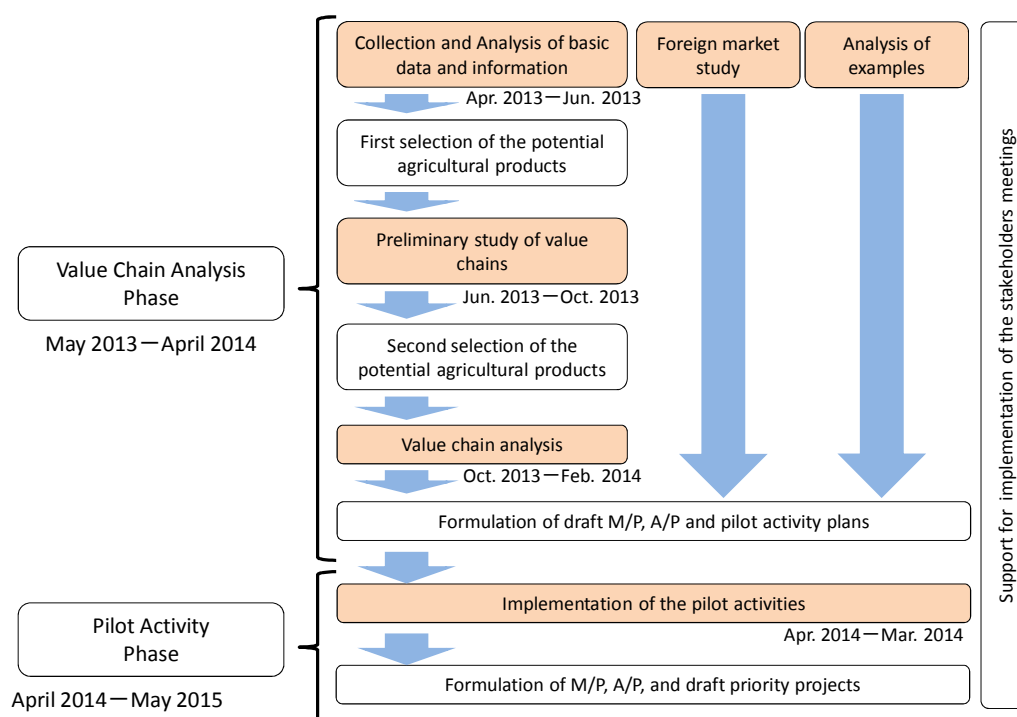 Collection and Analysis of basic
data and information
Foreign market
study
Analysis of
examples
Apr. 2013－Jun. 2013
First selection of the potential
agricultural products
Preliminary study of value
chains
Jun. 2013－Oct. 2013
Value Chain Analysis
Phase
May 2013－April 2014
Second selection of the
potential agricultural products
Value chain analysis
Oct. 2013－Feb. 2014
Formulation of draft M/P, A/P and pilot activity plans
Implementation of the pilot activities
Apr. 2014－Mar. 2014
Pilot Activity
Phase
April 2014－May 2015
Formulation of M/P, A/P, and draft priority projects
Support for implementation of the stakeholders meetings